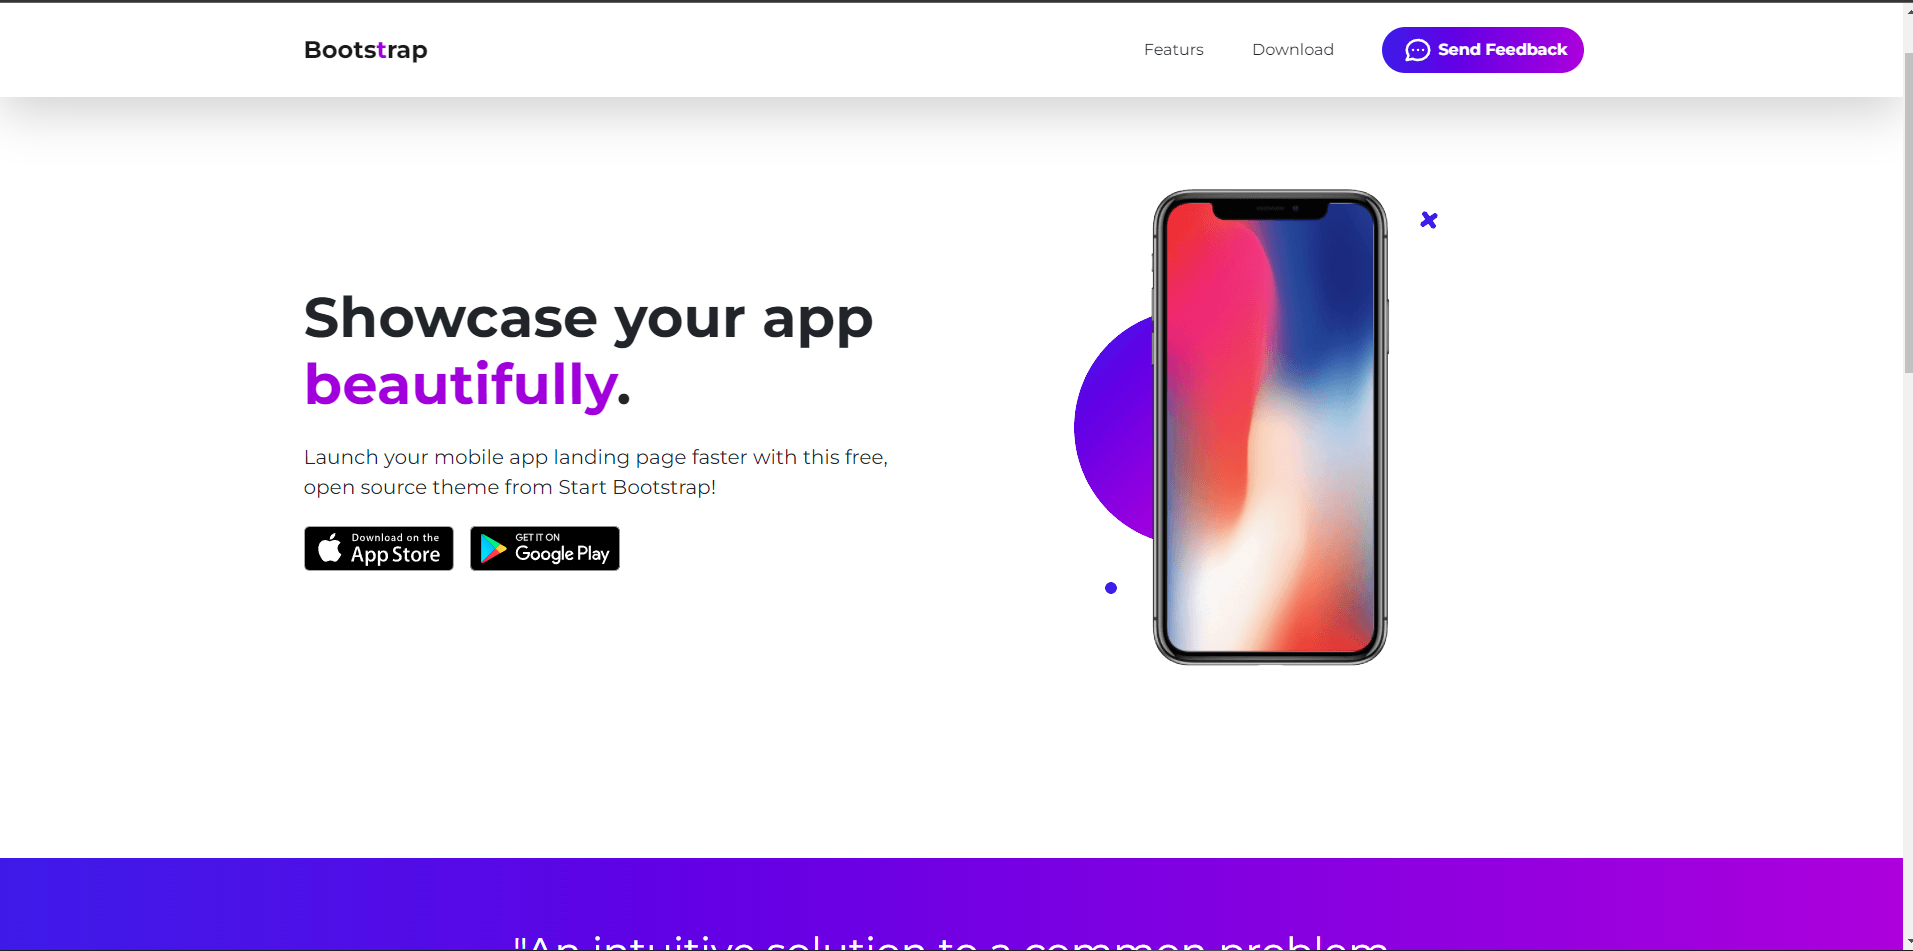 Bootstrap
Featurs
Download
Send Feedback
Showcase your app
beautifully.
Launch your mobile app landing page faster with this free,
open source theme from Start Bootstrap!
Download on the
App Store
GET IT ON
Google Play
"An intuitive solution to a common problem